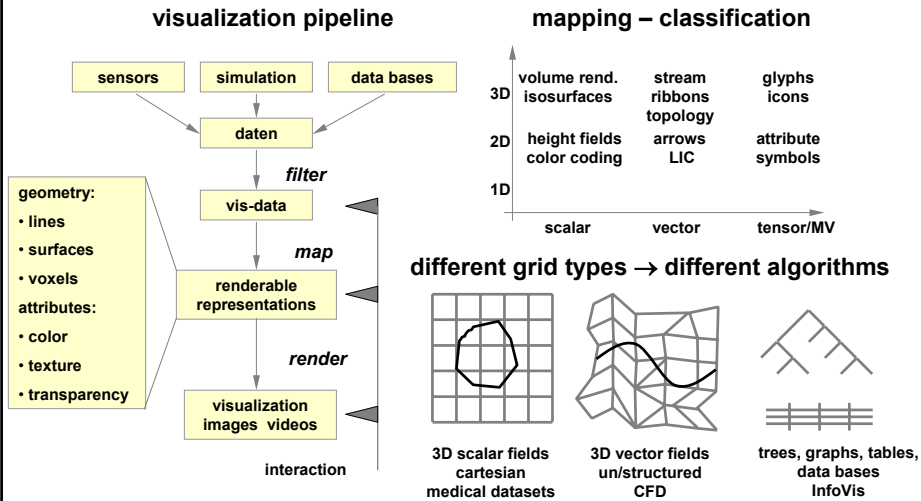 visualization pipeline
sensors
simulation
data bases
daten
filter
vis-data
map
renderable
representations
render
visualization
images videos
interaction
geometry:
• lines
• surfaces
• voxels
attributes:
• color
• texture
• transparency
mapping – classification
3D
volume rend.
isosurfaces
stream
ribbons
topology
glyphs
icons
2D
height fields
color coding
arrows
LIC
attribute
symbols
1D
scalar
vector
tensor/MV
different grid types → different algorithms
3D scalar fields
cartesian
medical datasets
3D vector fields
un/structured
CFD
trees, graphs, tables,
data bases
InfoVis